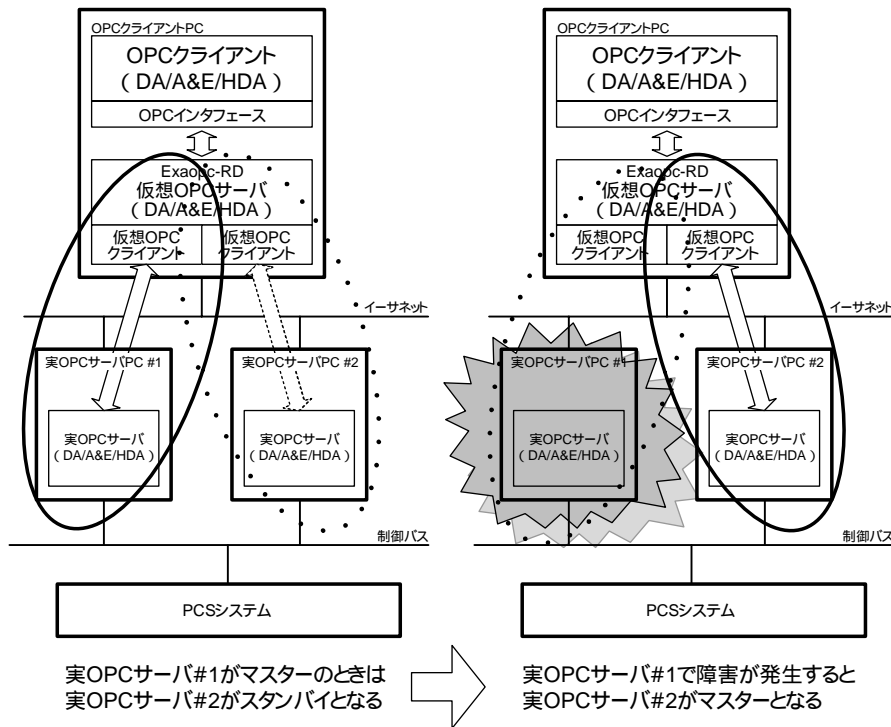 OPCクライアントPC
OPCクライアント
（ DA/A&E/HDA ）
OPCインタフェース
Exaopc-RD
仮想OPCサーバ
（DA/A&E/HDA ）
仮想OPC
クライアント
仮想OPC
クライアント
イーサネット
実OPCサーバPC #1
実OPCサーバ
（ DA/A&E/HDA ）
実OPCサーバPC #2
実OPCサーバ
（ DA/A&E/HDA ）
制御バス
PCSシステム
実OPCサーバ#1がマスターのときは
実OPCサーバ#2がスタンバイとなる
OPCクライアントPC
OPCクライアント
（ DA/A&E/HDA ）
OPCインタフェース
Exaopc-RD
仮想OPCサーバ
（DA/A&E/HDA ）
仮想OPC
クライアント
仮想OPC
クライアント
イーサネット
実OPCサーバPC #1
実OPCサーバ
（ DA/A&E/HDA ）
実OPCサーバPC #2
実OPCサーバ
（ DA/A&E/HDA ）
制御バス
PCSシステム
実OPCサーバ#1で障害が発生すると
実OPCサーバ#2がマスターとなる